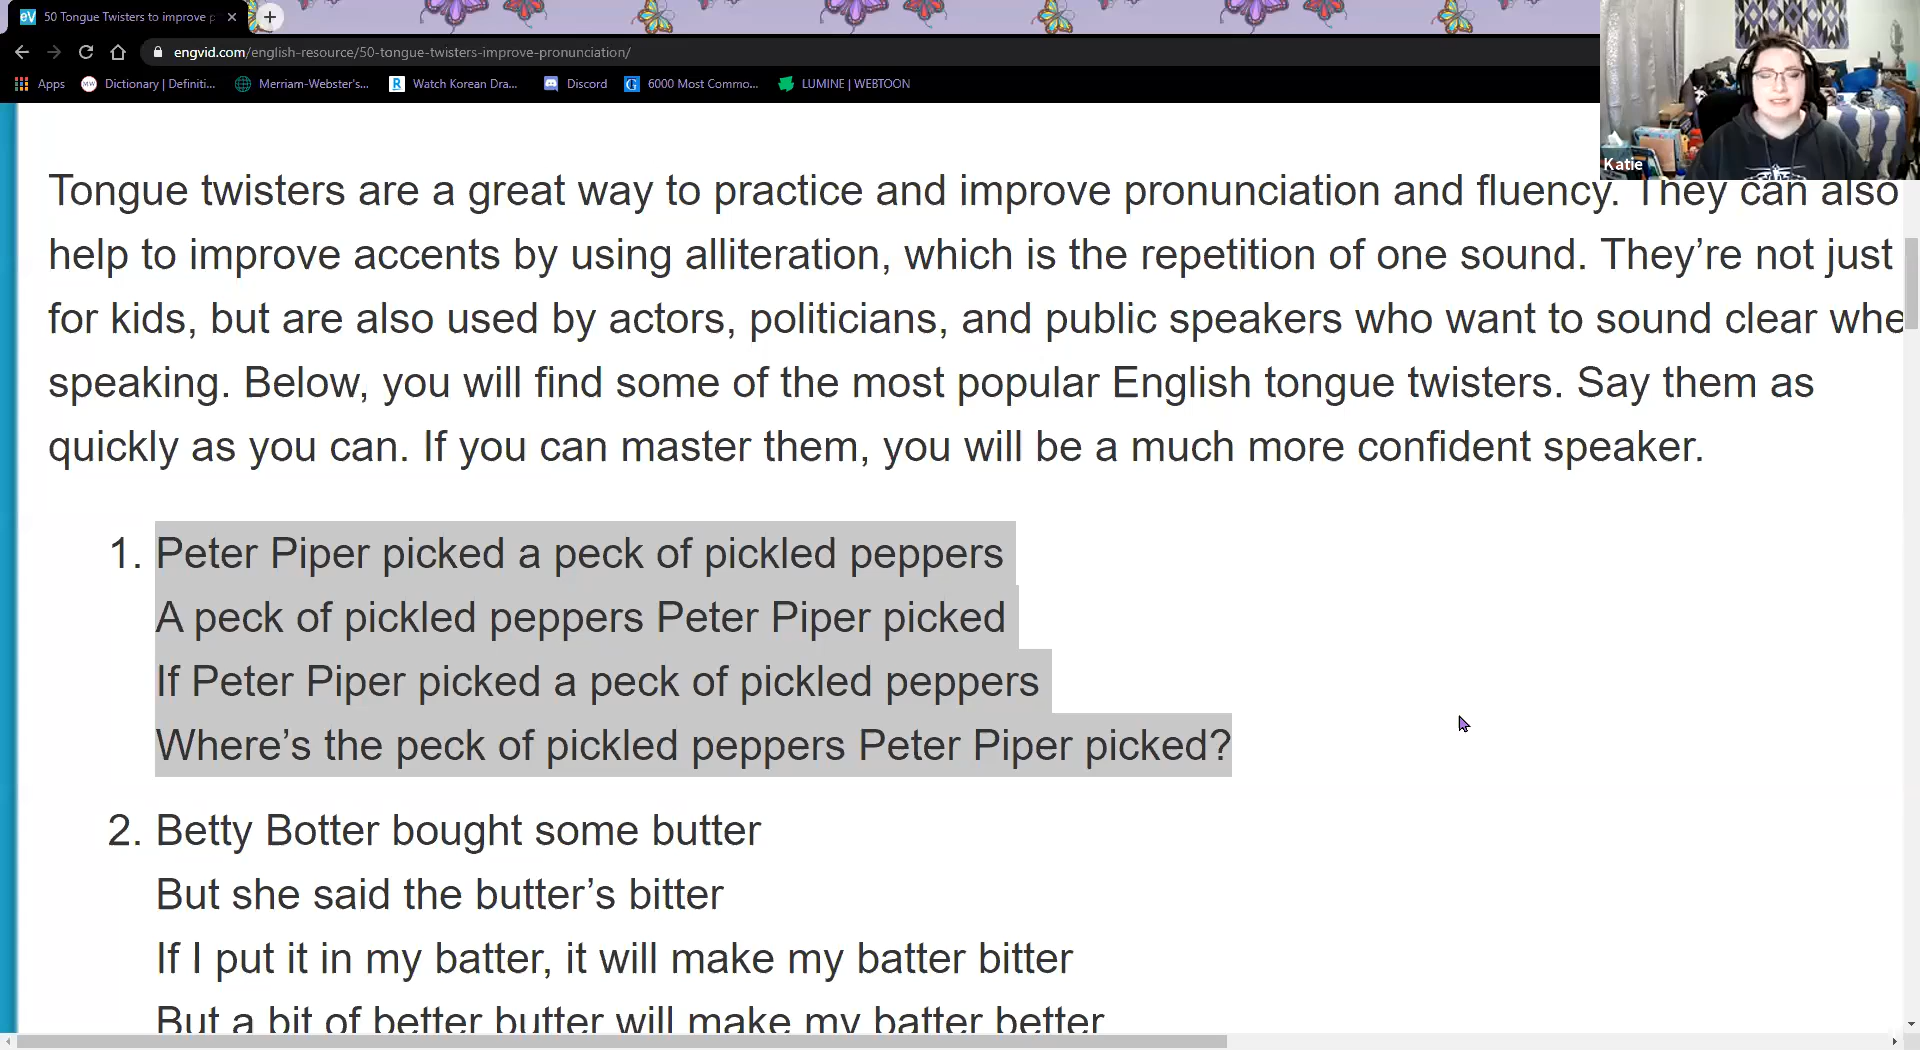 50 Tongue Twisters to improve p
engvid.com/english-resource/50-tongue-twisters-improve-pronunciation/
Apps
Dictionary | Definiti...
Merriam-Webster's...
Watch Korean Dra...
Discord
6000 Most Commo...
LUMINE | WEBTOON
Katie
Tongue twisters are a great way to practice and improve pronunciation and fluency. They can also
help to improve accents by using alliteration, which is the repetition of one sound. They’re not just
for kids, but are also used by actors, politicians, and public speakers who want to sound clear whe
speaking. Below, you will find some of the most popular English tongue twisters. Say them as
quickly as you can. If you can master them, you will be a much more confident speaker.
1. Peter Piper picked a peck of pickled peppers
A peck of pickled peppers Peter Piper picked
If Peter Piper picked a peck of pickled peppers
Where’s the peck of pickled peppers Peter Piper picked?
2. Betty Botter bought some butter
But she said the butter’s bitter
If I put it in my batter, it will make my batter bitter
But a bit of better butter will make my batter better